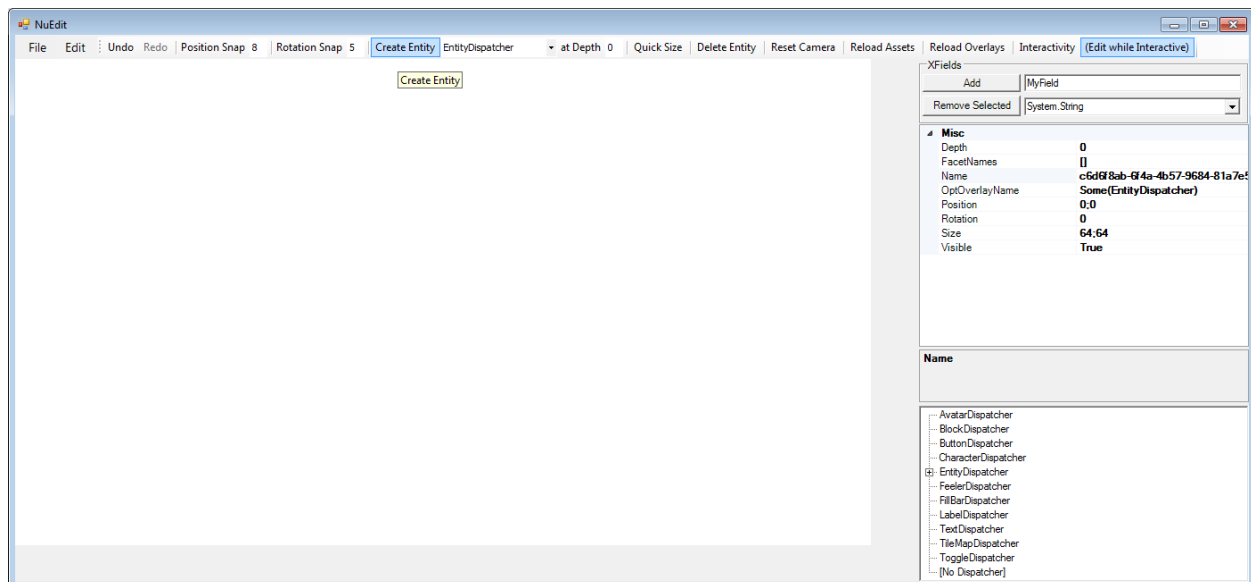 NuEdit
File Edit Undo Redo Position Snap 8 Rotation Snap 5 Create Entity EntityDispatcher at Depth 0 Quick Size Delete Entity Reset Camera Reload Assets Reload Overlays Interactivity (Edit while Interactive)
Create Entity
XFields
Add MyField
Remove Selected System.String
Misc
Depth 0
FacetNames []
Name c6d6f8ab-6f4a-4b57-9684-81a7e5
OptOverlayName Some(EntityDispatcher)
Position 0;0
Rotation 0
Size 64;64
Visible True
Name
AvatarDispatcher
BlockDispatcher
ButtonDispatcher
CharacterDispatcher
EntityDispatcher
FeelerDispatcher
FillBarDispatcher
LabelDispatcher
TextDispatcher
TileMapDispatcher
ToggleDispatcher
[No Dispatcher]